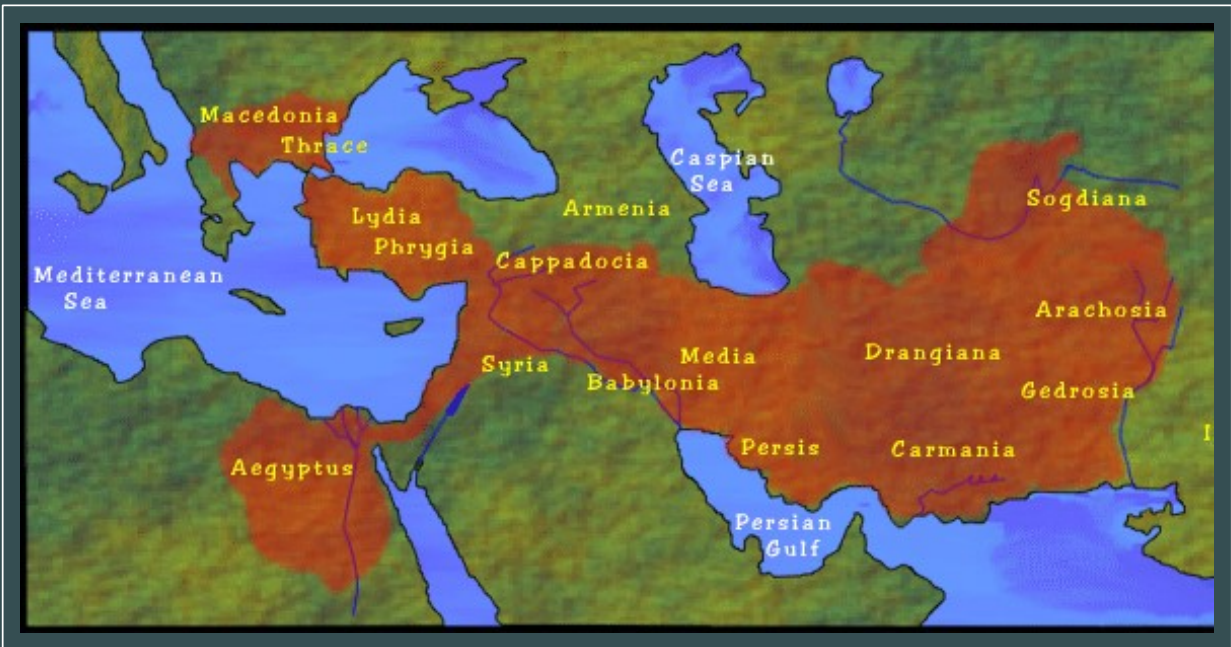 Macedonia
Thrace
Caspian
Sea
Sogdiana
Armenia
Lydia
Phrygia
Cappadocia
Mediterranean
Sea
Arachosia
Syria
Media
Drangiana
Babylonia
Gedrosia
Persis
Carmania
Aegyptus
Persian
Gulf